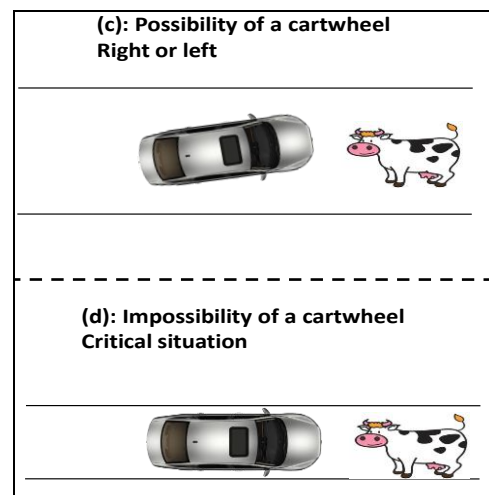 (c): Possibility of a cartwheel
Right or left
(d): Impossibility of a cartwheel
Critical situation